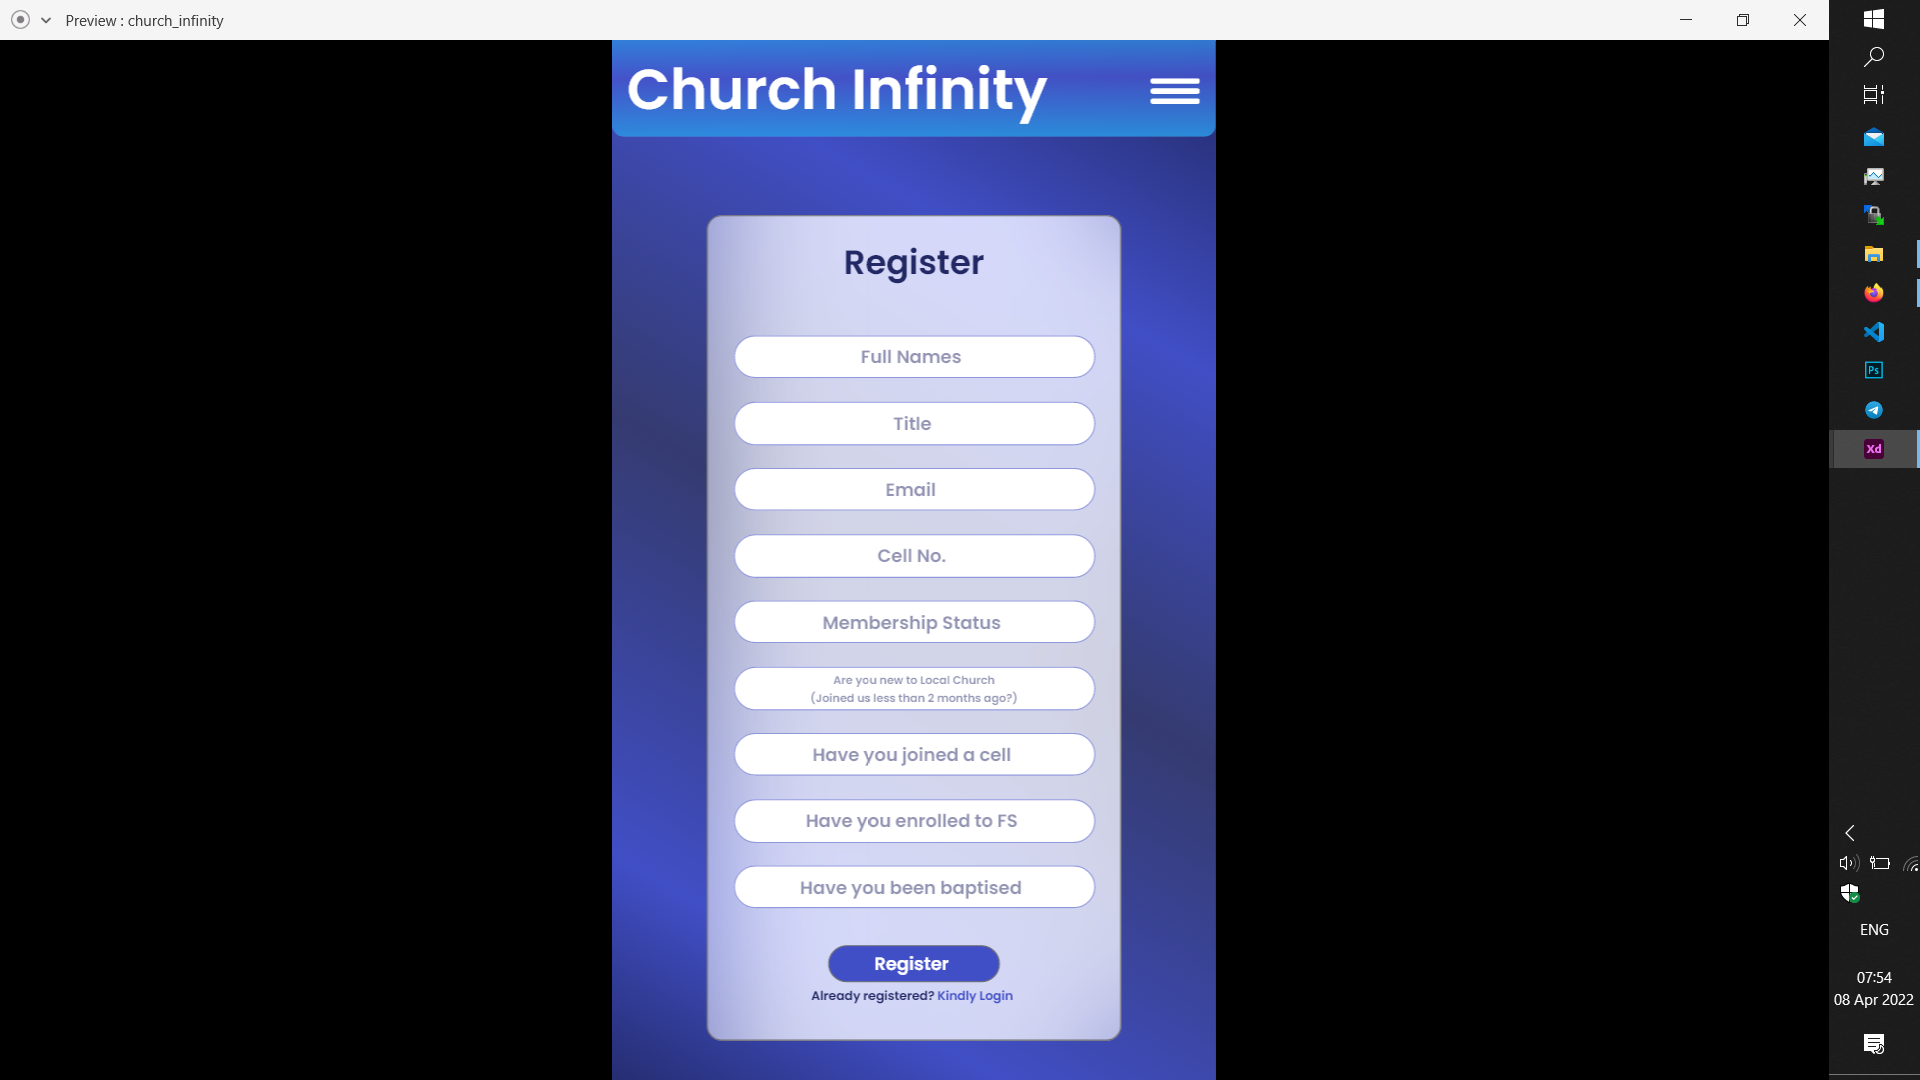 Preview : church_infinity
Church Infinity
Register
Full Names
Title
Email
Cell No.
Membership Status
Are you new to Local Church
(Joined us less than 2 months ago?)
Have you joined a cell
Have you enrolled to FS
Have you been baptised
Register
Already registered? Kindly Login
Ps
Xd
ENG
07:54
08 Apr 2022